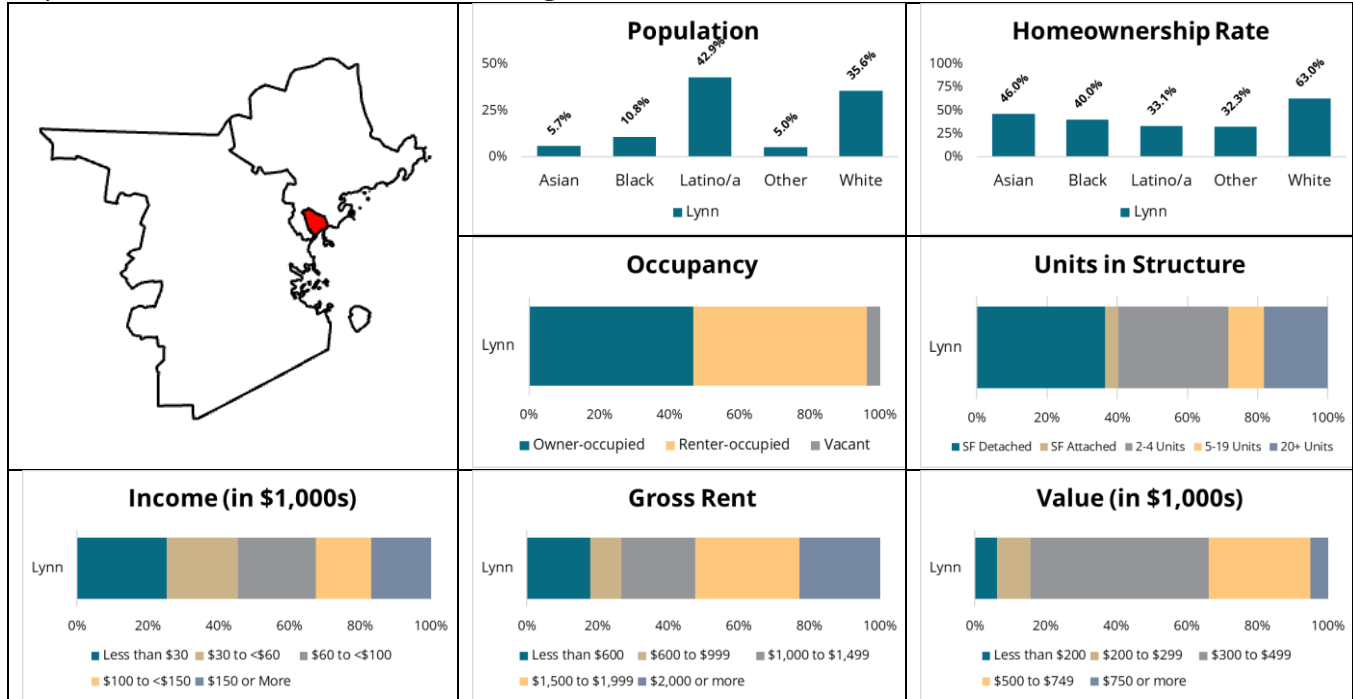 Population
50%
25%
0%
5.7%
10.8%
42.9%
5.0%
35.6%
Asian Black Latino/a Other White
Lynn
Homeownership Rate
100%
75%
50%
25%
0%
46.0%
40.0%
33.1%
32.3%
63.0%
Asian Black Latino/a Other White
Lynn
Occupancy
Lynn
0% 20% 40% 60% 80% 100%
Owner-occupied Renter-occupied Vacant
Units in Structure
Lynn
0% 20% 40% 60% 80% 100%
SF Detached SF Attached 2-4 Units 5-19 Units 20+ Units
Income (in $1,000s)
Lynn
0% 20% 40% 60% 80% 100%
Less than $30 $30 to <$60 $60 to <$100
$100 to <$150 $150 or More
Gross Rent
Lynn
0% 20% 40% 60% 80% 100%
Less than $600 $600 to $999 $1,000 to $1,499
$1,500 to $1,999 $2,000 or more
Value (in $1,000s)
Lynn
0% 20% 40% 60% 80% 100%
Less than $200 $200 to $299 $300 to $499
$500 to $749 $750 or more